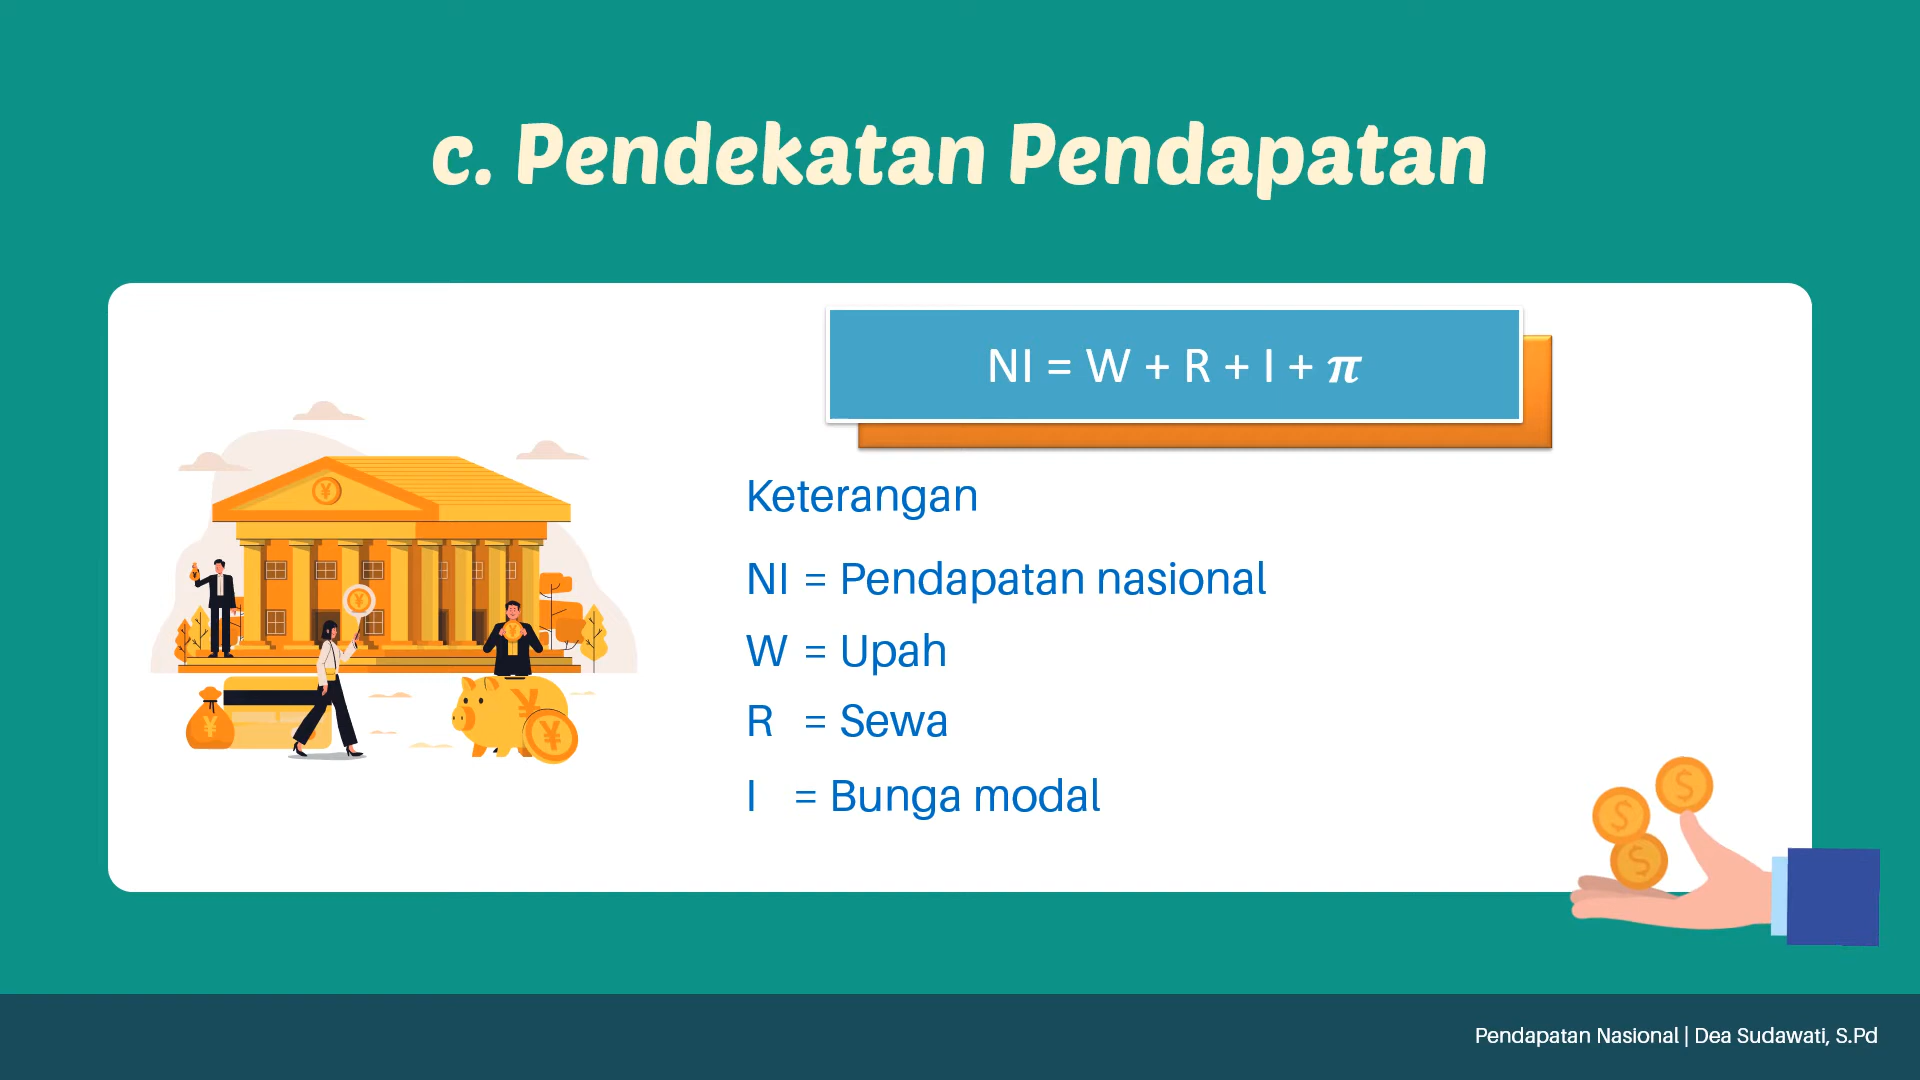 c. Pendekatan Pendapatan
NI = W + R + I + π
Keterangan
NI = Pendapatan nasional
W = Upah
R = Sewa
I = Bunga modal
¥
¥
¥
¥
¥
¥
$
$
$
Pendapatan Nasional | Dea Sudawati, S.Pd